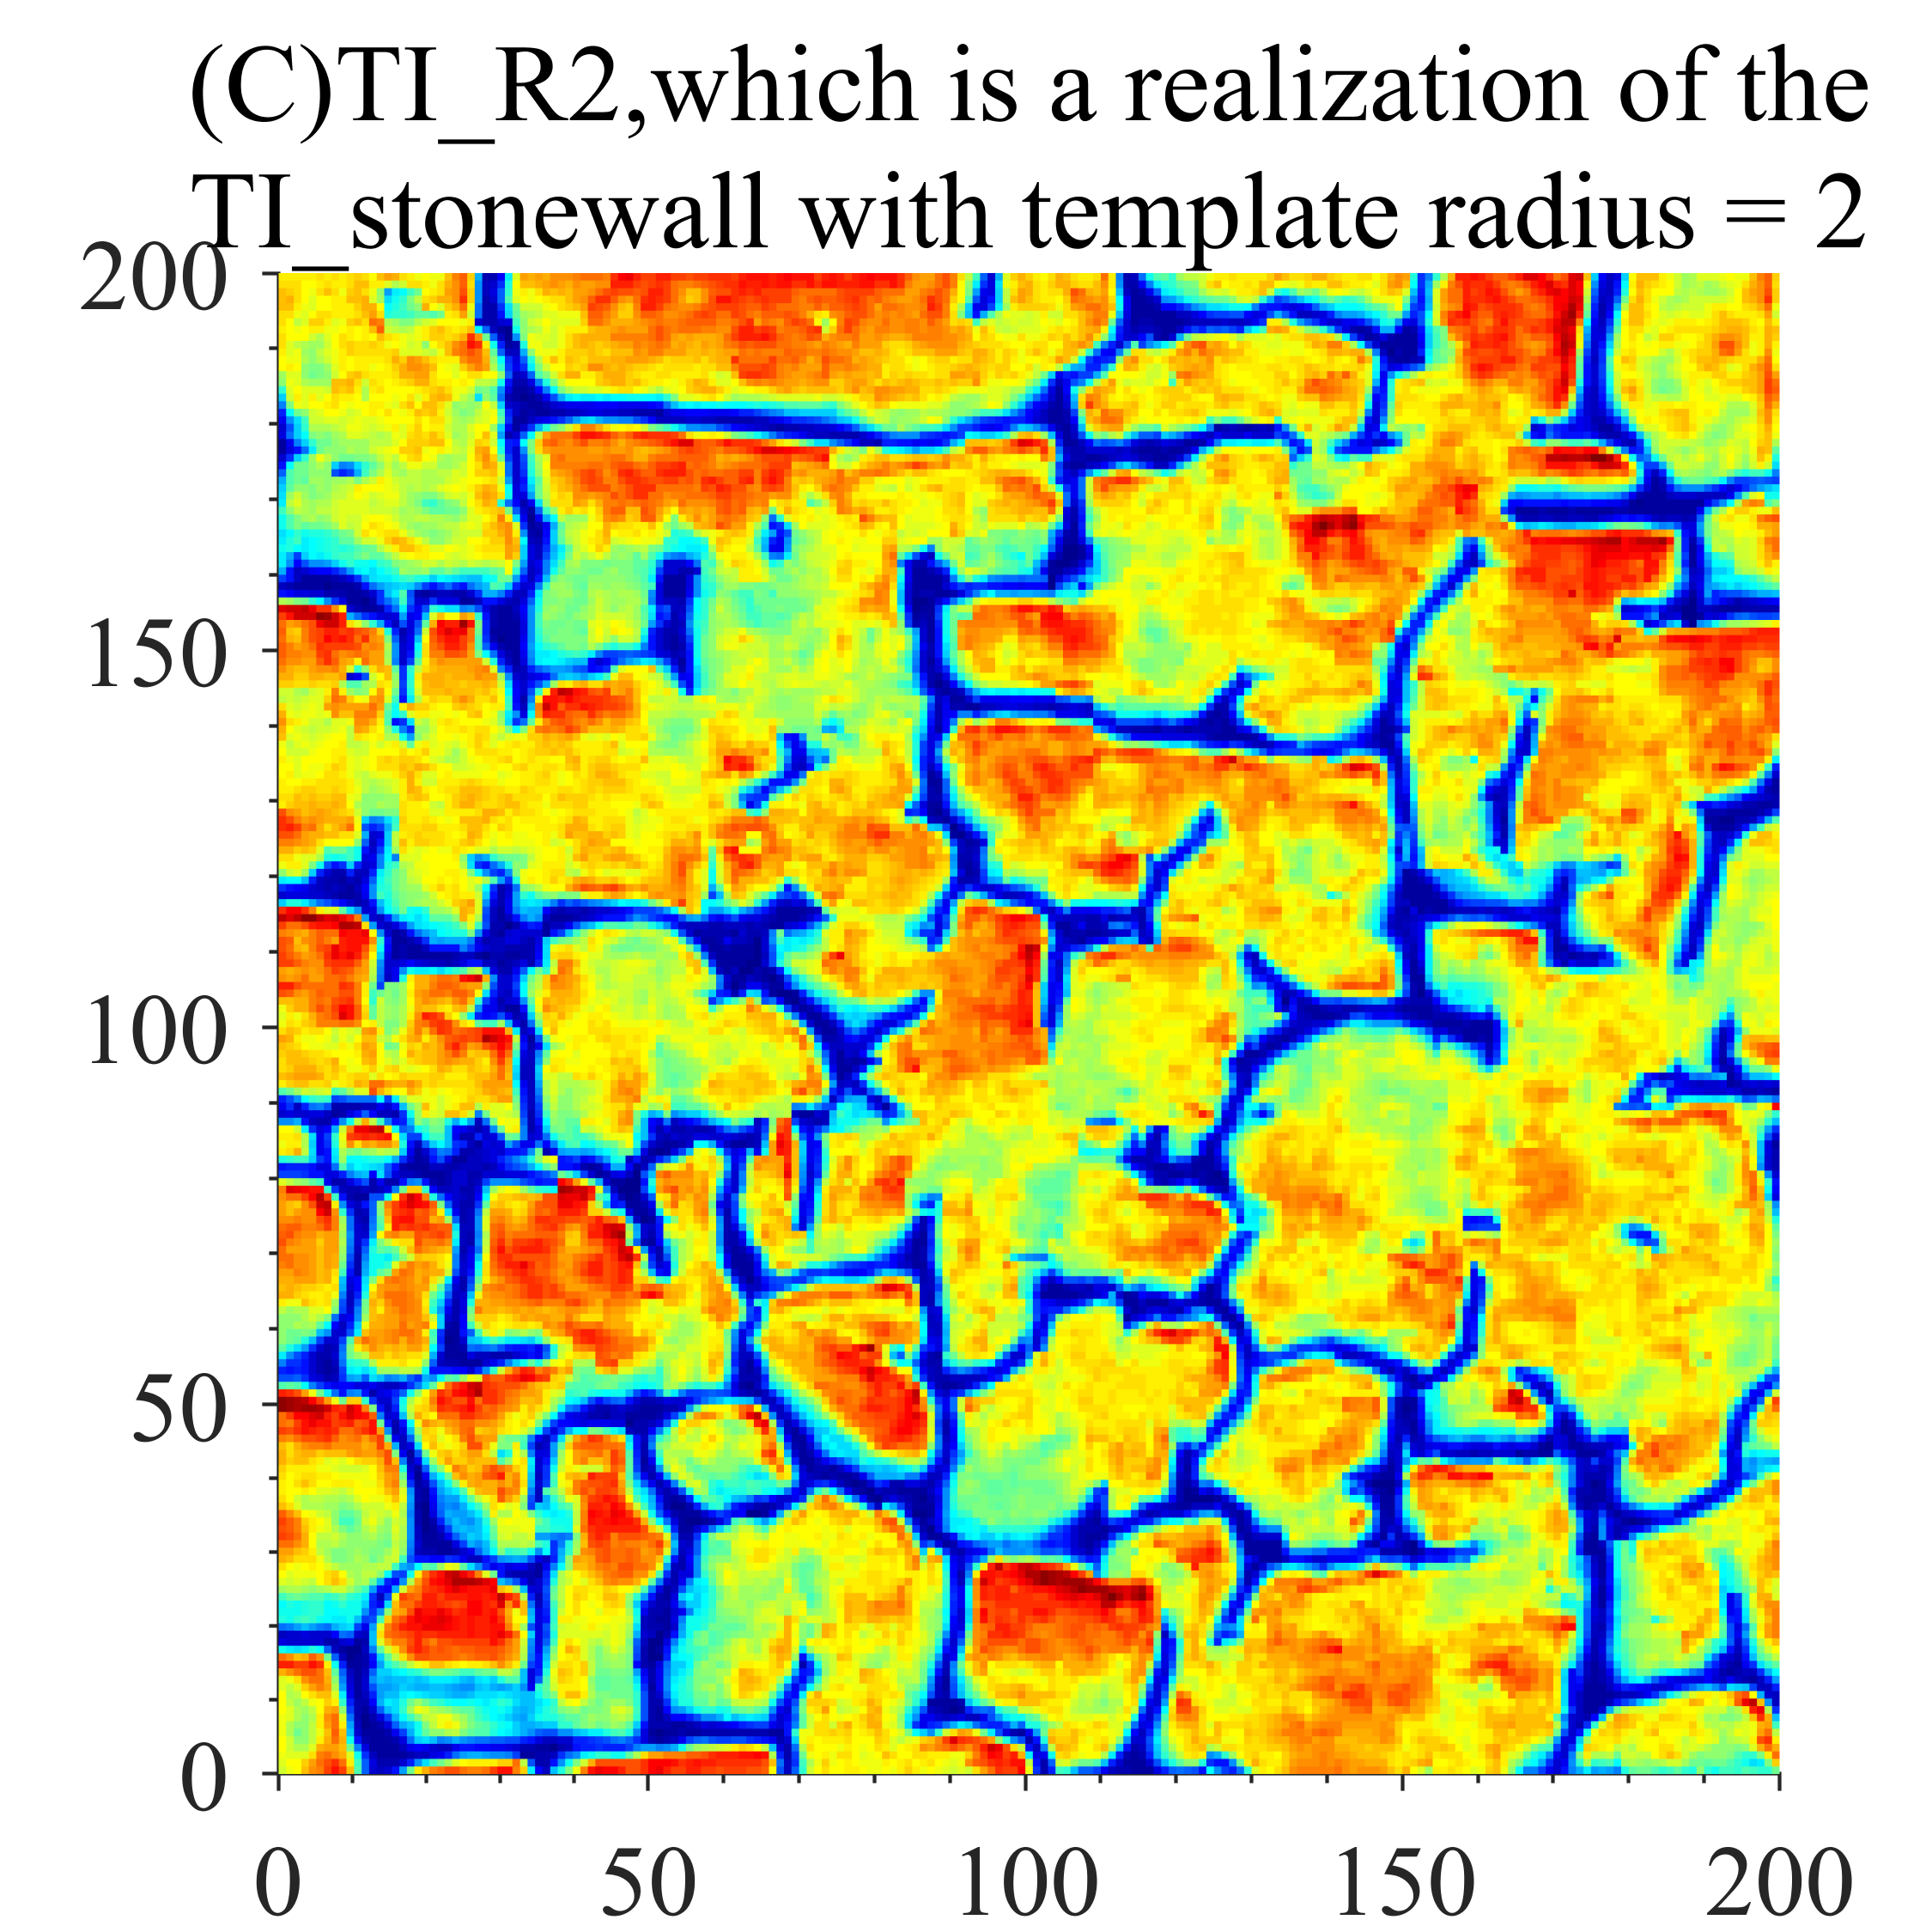 (C)TI_R2,which is a realization of the
TI_stonewall with template radius = 2
200
150
100
50
0
0 50 100 150 200